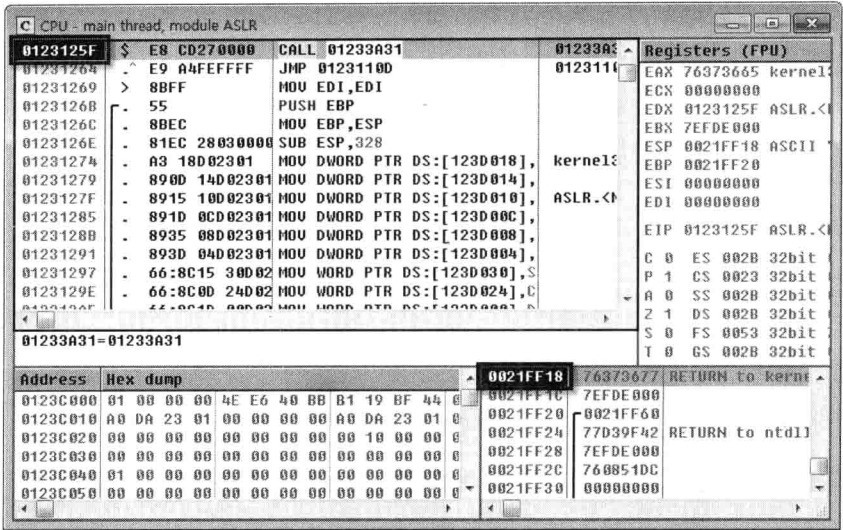 C CPU - main thread, module ASLR
0123125F $ E8 CD270000 CALL 01233A31 01233A3
01231264 .^ E9 A4FEFFFF JMP 0123110D 0123110
01231269 > 8BFF MOV EDI,EDI
0123126B . 55 PUSH EBP
0123126C . 8BEC MOV EBP,ESP
0123126E . 81EC 28030000 SUB ESP,328
01231274 . A3 18D02301 MOV DWORD PTR DS:[123D018], kernel3
01231279 . 890D 14D02301 MOV DWORD PTR DS:[123D014],
0123127F . 8915 10D02301 MOV DWORD PTR DS:[123D010], ASLR.<M
01231285 . 891D 0CD02301 MOV DWORD PTR DS:[123D00C],
0123128B . 8935 08D02301 MOV DWORD PTR DS:[123D008],
01231291 . 893D 04D02301 MOV DWORD PTR DS:[123D004],
01231297 . 66:8C15 30D02 MOV WORD PTR DS:[123D030],S
0123129E . 66:8C0D 24D02 MOV WORD PTR DS:[123D024],C
01233A31=01233A31
Registers (FPU)
EAX 76373665 kernel3
ECX 00000000
EDX 0123125F ASLR.<
EBX 7EFDE000
ESP 0021FF18 ASCII "
EBP 0021FF20
ESI 00000000
EDI 00000000
EIP 0123125F ASLR.<
C 0 ES 002B 32bit
P 1 CS 0023 32bit
A 0 SS 002B 32bit
Z 1 DS 002B 32bit
S 0 FS 0053 32bit
T 0 GS 002B 32bit
Address Hex dump
0123C000 01 00 00 00 4E E6 40 BB B1 19 BF 44
0123C010 A0 DA 23 01 00 00 00 00 A0 DA 23 01
0123C020 00 00 00 00 00 00 00 00 00 10 00 00
0123C030 00 00 00 00 00 00 00 00 00 00 00 00
0123C040 01 00 00 00 00 00 00 00 00 00 00 00
0123C050 00 00 00 00 00 00 00 00 00 00 00 00
0021FF18 76373677 RETURN to kerne
0021FF1C 7EFDE000
0021FF20 0021FF60
0021FF24 77D39F42 RETURN to ntdll
0021FF28 7EFDE000
0021FF2C 760851DC
0021FF30 00000000